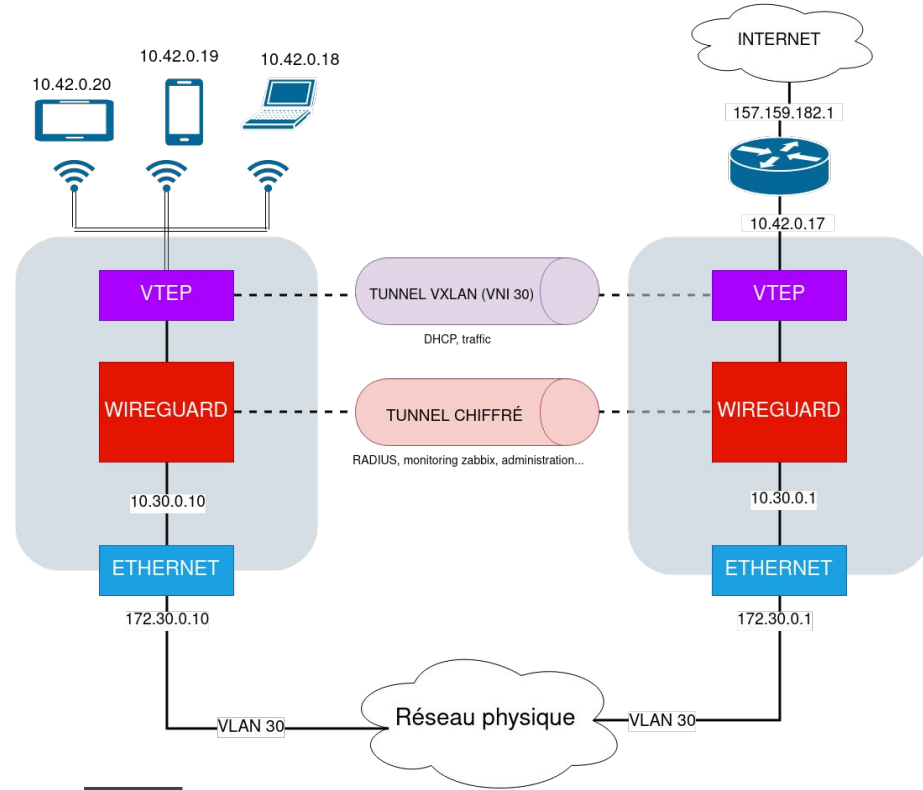 INTERNET
10.42.0.20
10.42.0.19
10.42.0.18
157.159.182.1
10.42.0.17
VTEP
TUNNEL VXLAN (VNI 30)
VTEP
DHCP, traffic
WIREGUARD
TUNNEL CHIFFRÉ
WIREGUARD
RADIUS, monitoring zabbix, administration...
10.30.0.10
10.30.0.1
ETHERNET
ETHERNET
172.30.0.10
172.30.0.1
VLAN 30
Réseau physique
VLAN 30